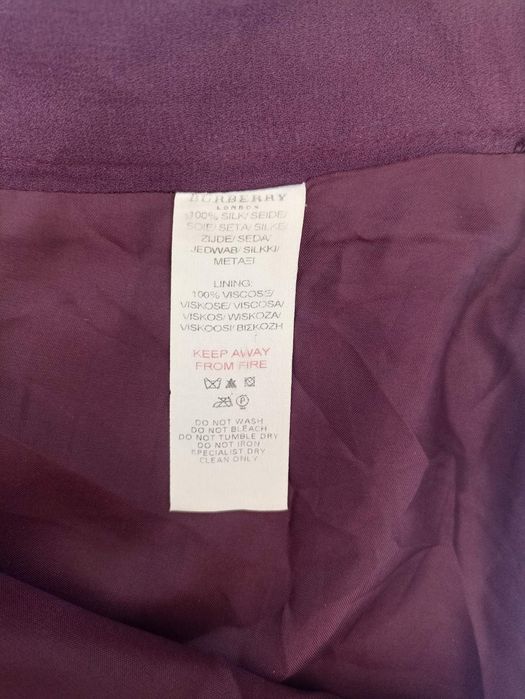 BURBERRY
LONDON
100% SILK/SEIDE/
SOIE/SETA/SILKE/
ZIJDE/SEDA/
JEDWAB/SILKKI/
ΜΕΤΑΞΙ
LINING:
100% VISCOSE/
VISKOSE/VISCOSA/
VISKOS/WISKOZA/
VISKOOSI/ΒΙΣΚΟΖΗ
KEEP AWAY
FROM FIRE
P
DO NOT WASH
DO NOT BLEACH
DO NOT TUMBLE DRY
DO NOT IRON
SPECIALIST DRY
CLEAN ONLY